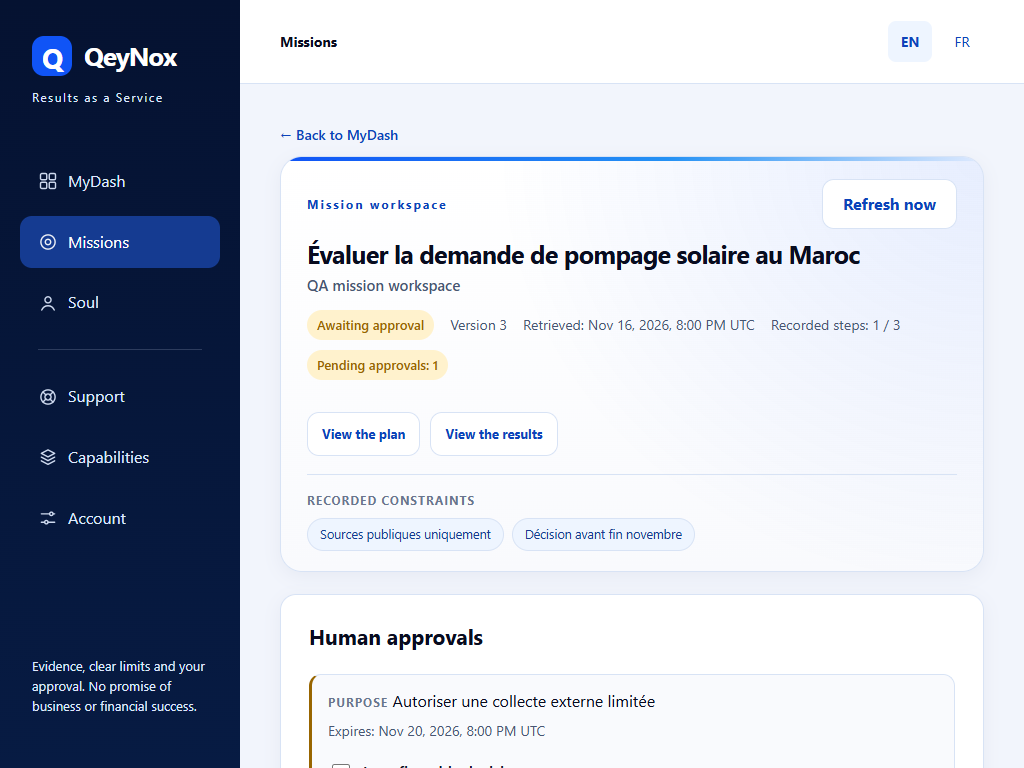 Q QeyNox
Results as a Service
MyDash
Missions
Soul
Support
Capabilities
Account
Evidence, clear limits and your
approval. No promise of
business or financial success.
Missions
EN
FR
← Back to MyDash
Mission workspace
Refresh now
Évaluer la demande de pompage solaire au Maroc
QA mission workspace
Awaiting approval
Version 3
Retrieved: Nov 16, 2026, 8:00 PM UTC
Recorded steps: 1 / 3
Pending approvals: 1
View the plan
View the results
RECORDED CONSTRAINTS
Sources publiques uniquement
Décision avant fin novembre
Human approvals
PURPOSE Autoriser une collecte externe limitée
Expires: Nov 20, 2026, 8:00 PM UTC